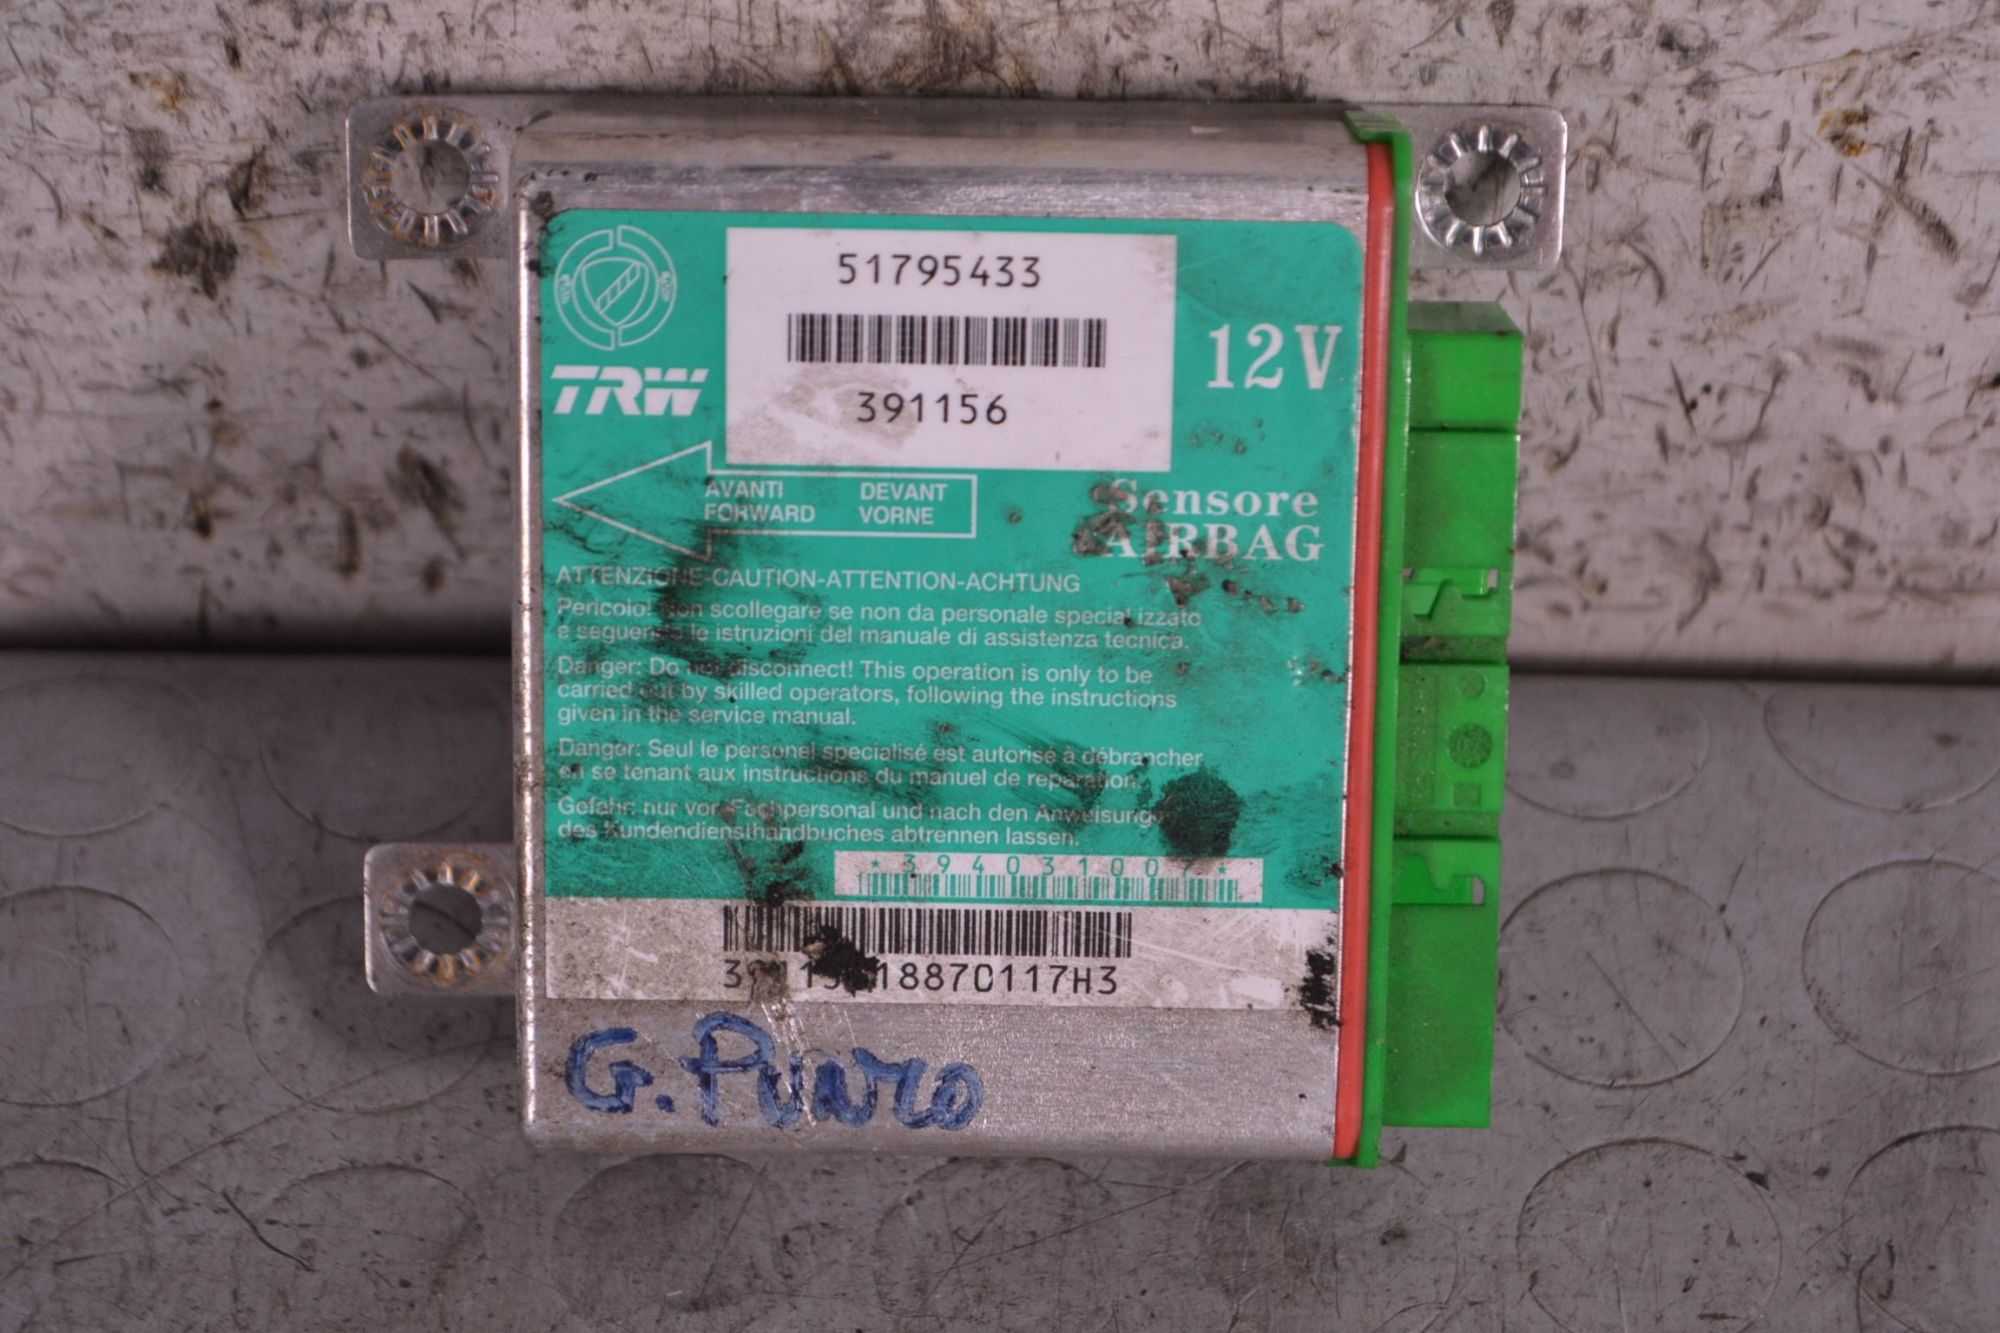 51795433
12V
TRW
391156
AVANTI DEVANT
FORWARD VORNE
Sensore
AIRBAG
ATTENZIONE-CAUTION-ATTENTION-ACHTUNG
Pericolo! Non scollegare se non da personale specializzato
e seguendo le istruzioni del manuale di assistenza tecnica.
Danger: Do not disconnect! This operation is only to be
carried out by skilled operators, following the instructions
given in the service manual.
Danger: Seul le personel specialisé est autorisé à débrancher
en se tenant aux instructions du manuel de reparation.
Gefahr: nur von Fachpersonal und nach den Anweisungen
des Kundendiensthandbuches abtrennen lassen.
*394031007*
G. Punto